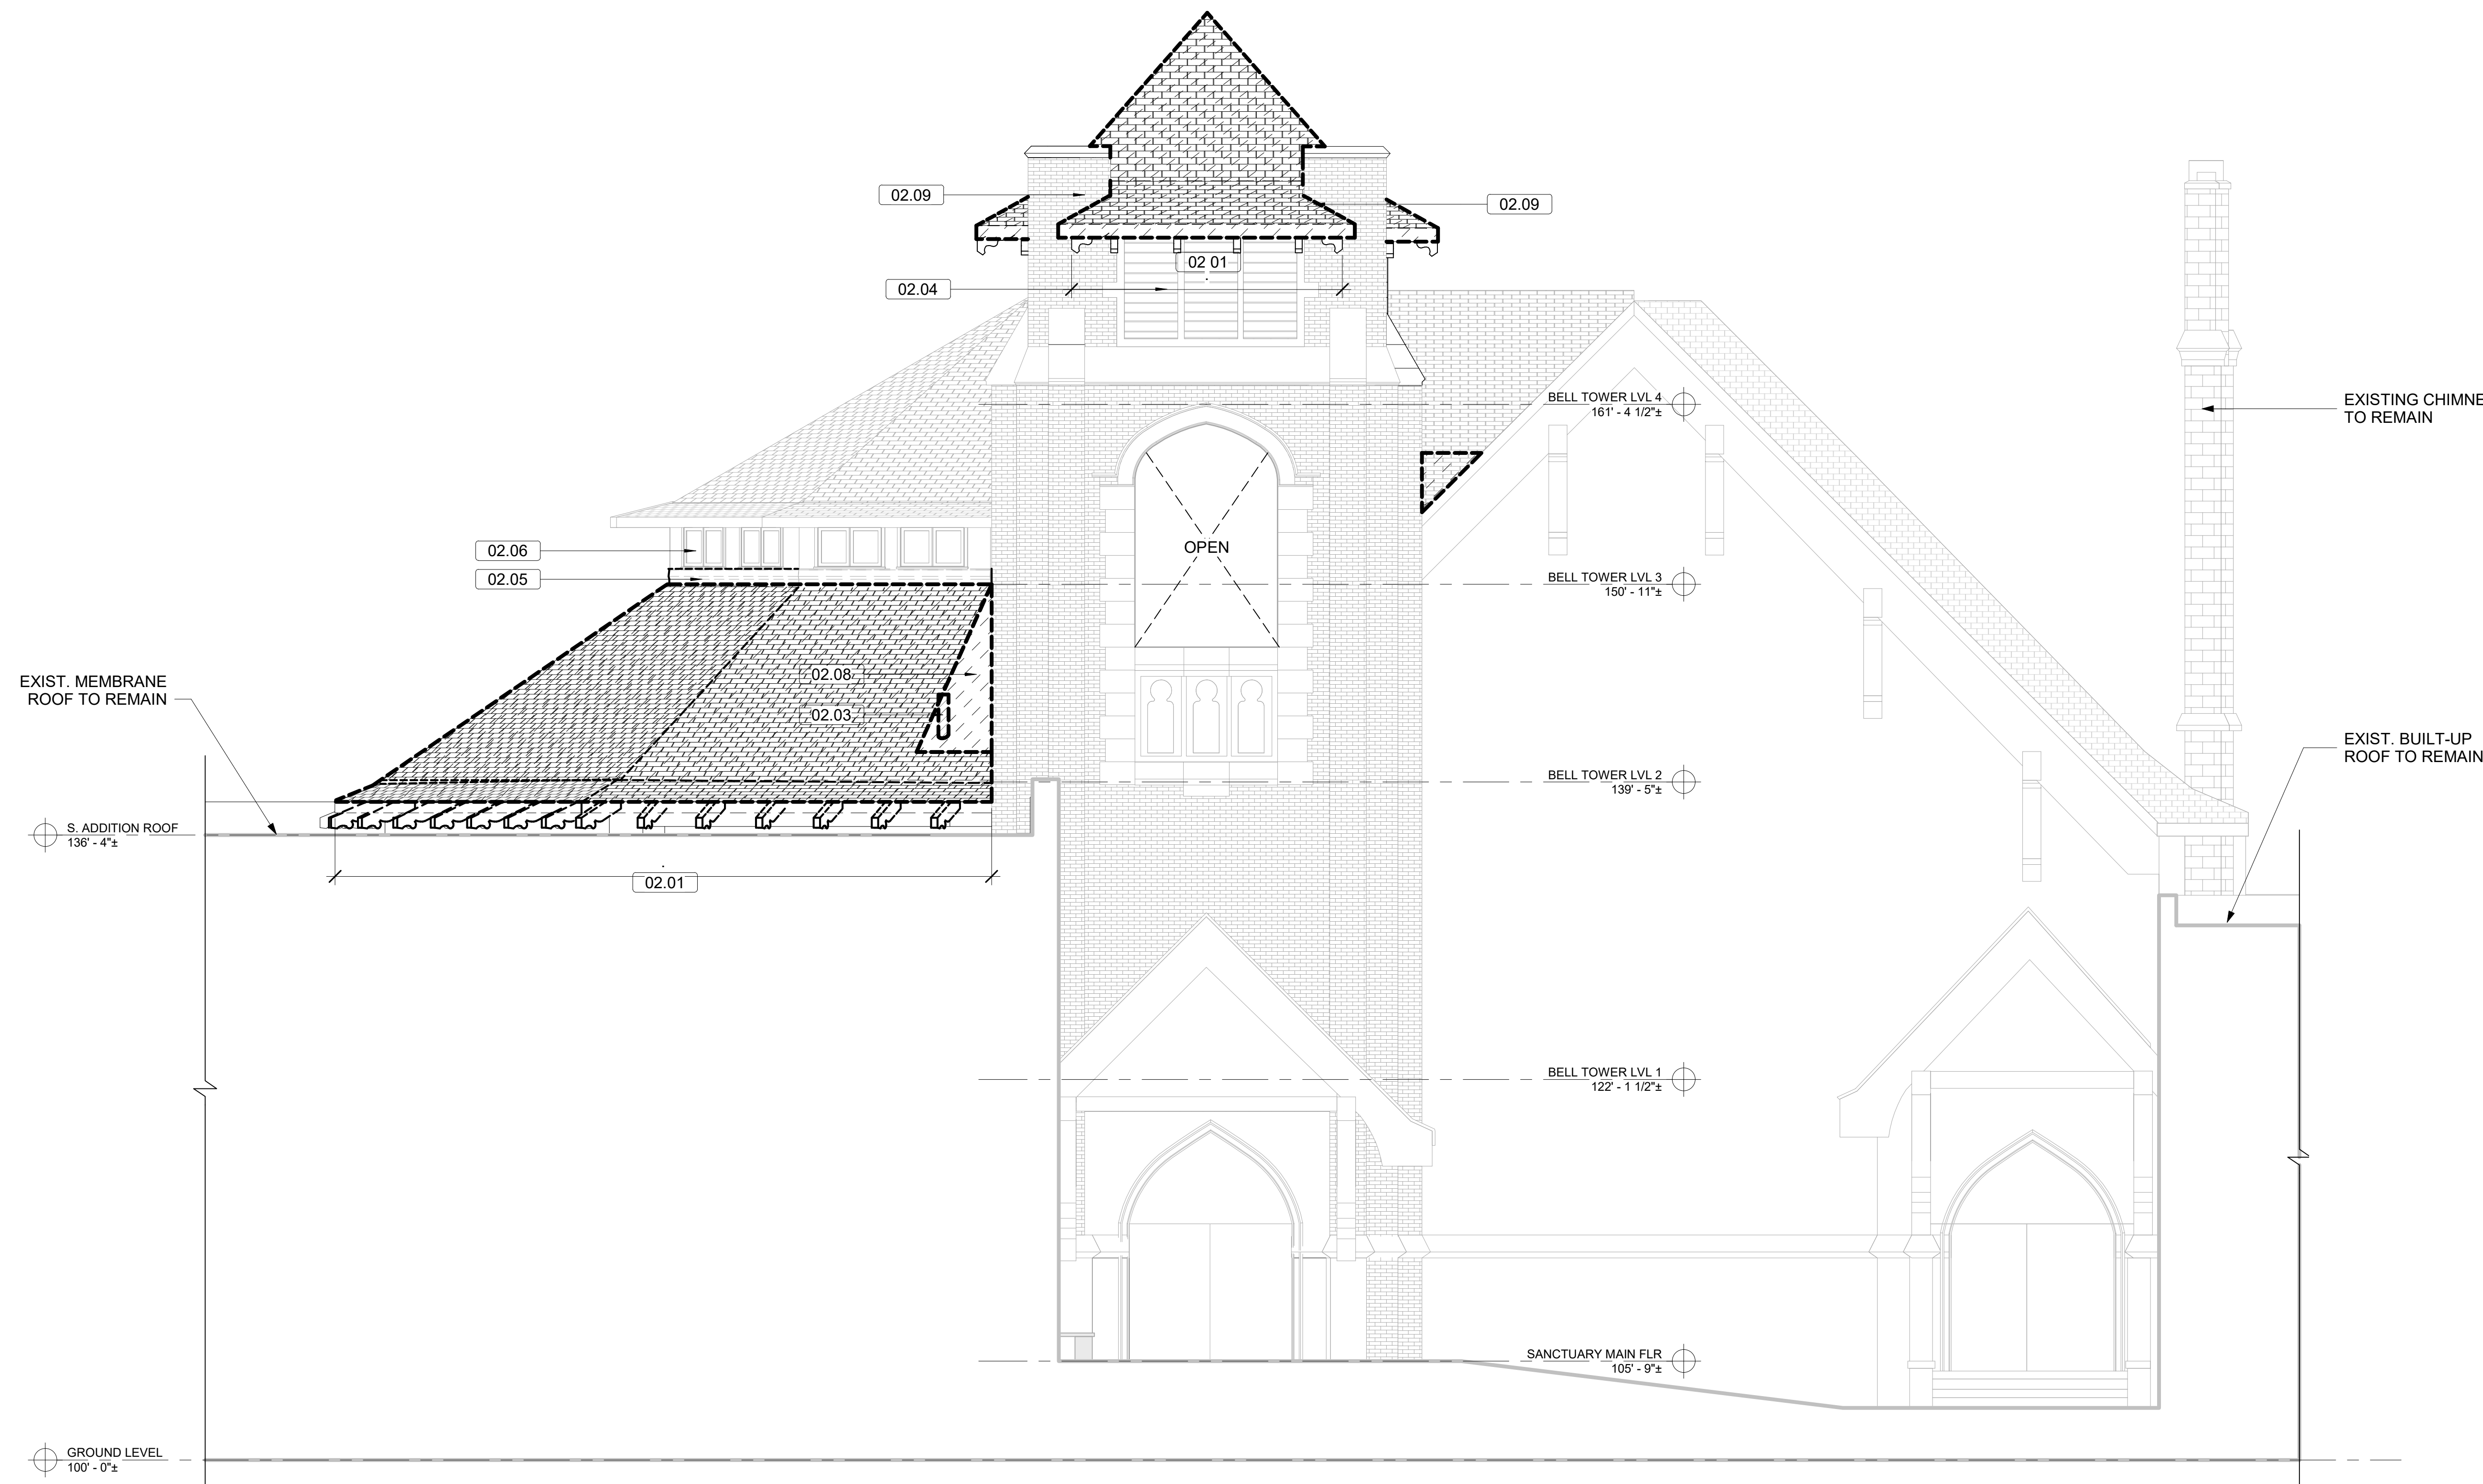 02.09
02.09
02 01
02.04
BELL TOWER LVL 4
161' - 4 1/2"±
EXISTING CHIMNE
TO REMAIN
OPEN
02.06
02.05
BELL TOWER LVL 3
150' - 11"±
02.08
EXIST. MEMBRANE
ROOF TO REMAIN
02.03
EXIST. BUILT-UP
ROOF TO REMAIN
BELL TOWER LVL 2
139' - 5"±
S. ADDITION ROOF
136' - 4"±
02.01
BELL TOWER LVL 1
122' - 1 1/2"±
SANCTUARY MAIN FLR
105' - 9"±
GROUND LEVEL
100' - 0"±